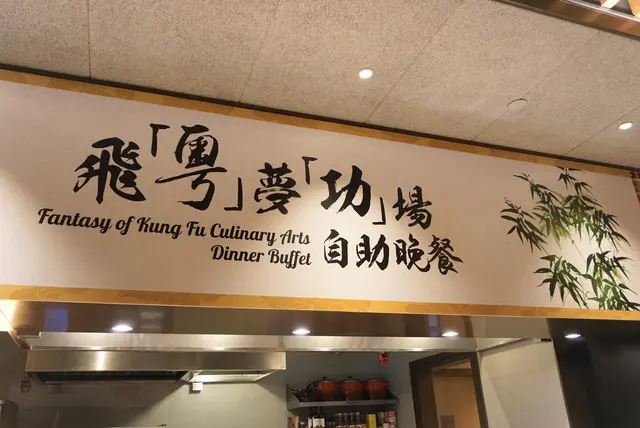 飛「粵」夢「功」場
Fantasy of Kung Fu Culinary Arts
Dinner Buffet
自助晚餐